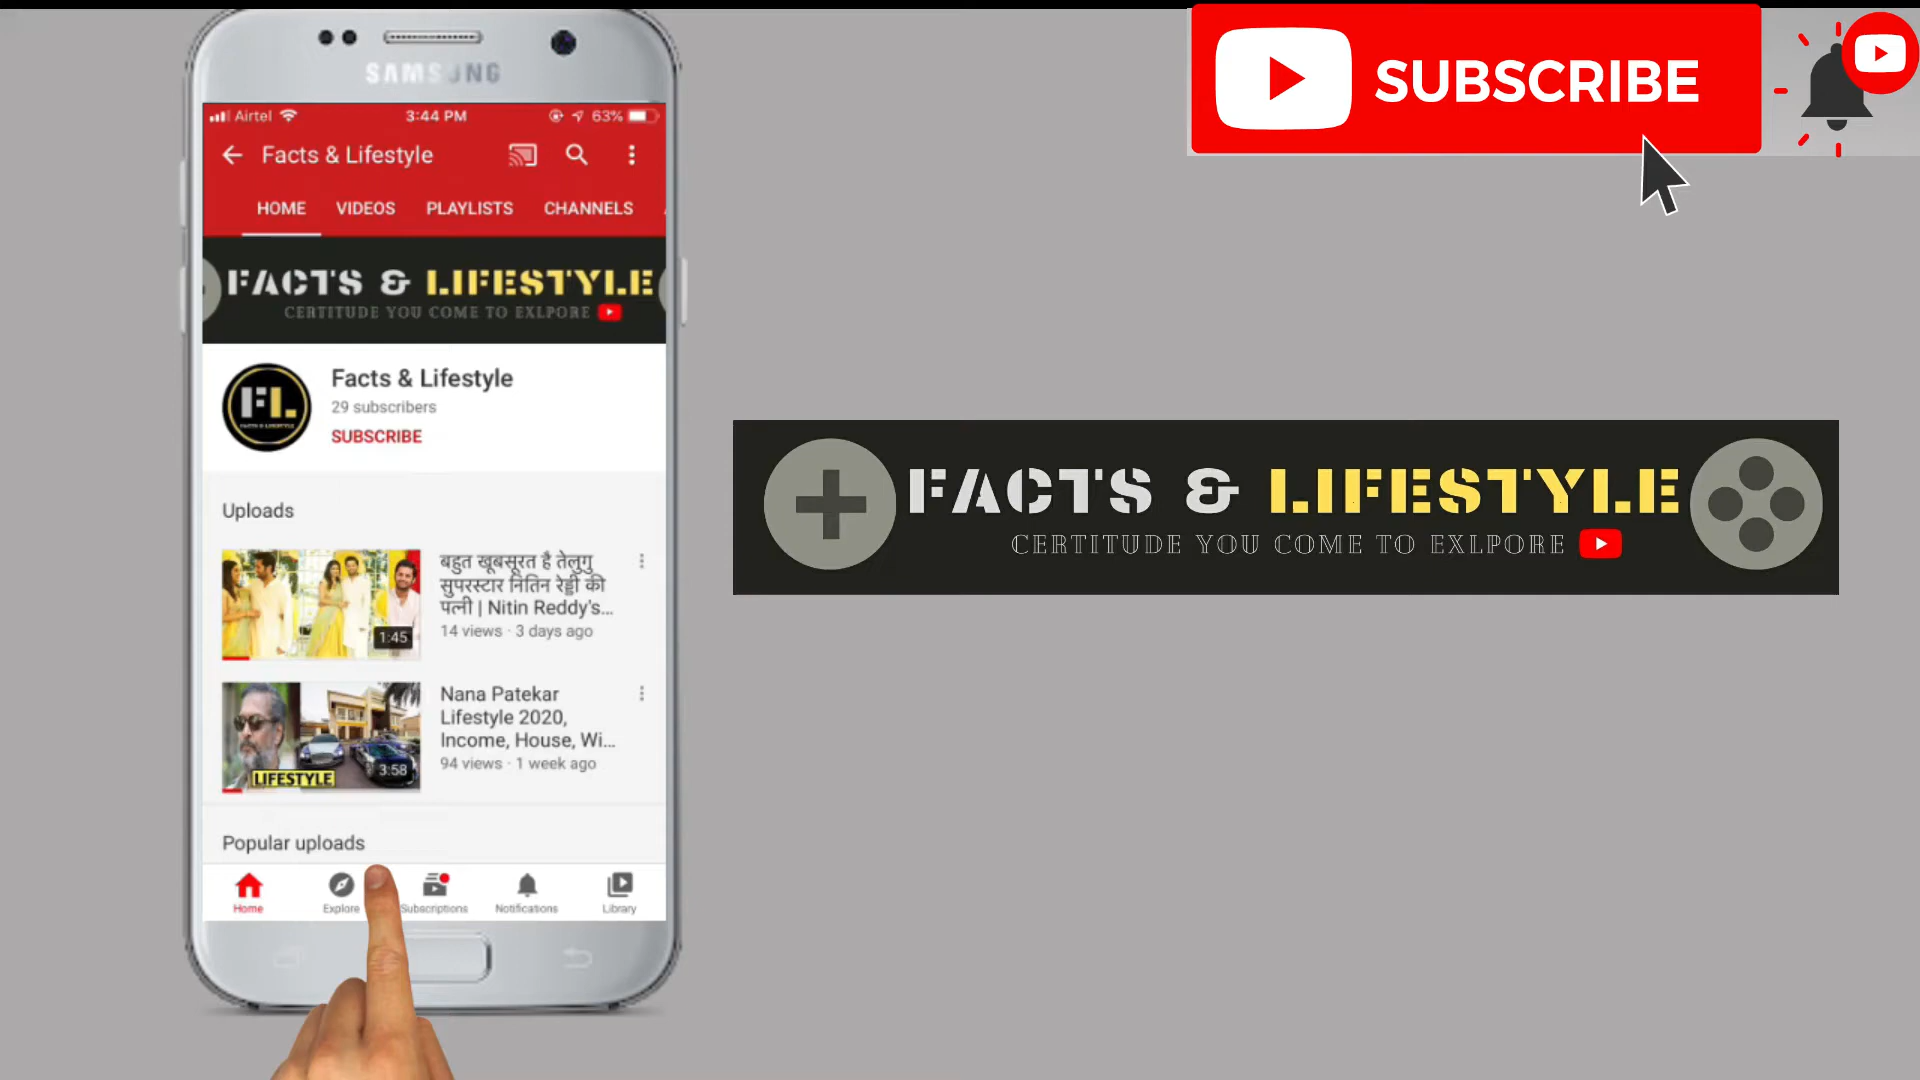 SUBSCRIBE
SAMSUNG
Airtel
3:44 PM
63%
Facts & Lifestyle
HOME VIDEOS PLAYLISTS CHANNELS
FACTS & LIFESTYLE
CERTITUDE YOU COME TO EXLPORE
FL
FACTS & LIFESTYLE
Facts & Lifestyle
29 subscribers
SUBSCRIBE
Uploads
1:45
बहुत खूबसूरत है तेलुगु
सुपरस्टार नितिन रेड्डी की
पत्नी | Nitin Reddy's...
14 views · 3 days ago
LIFESTYLE
3:58
Nana Patekar
Lifestyle 2020,
Income, House, Wi...
94 views · 1 week ago
Popular uploads
Home Explore Subscriptions Notifications Library
FACTS & LIFESTYLE
CERTITUDE YOU COME TO EXLPORE